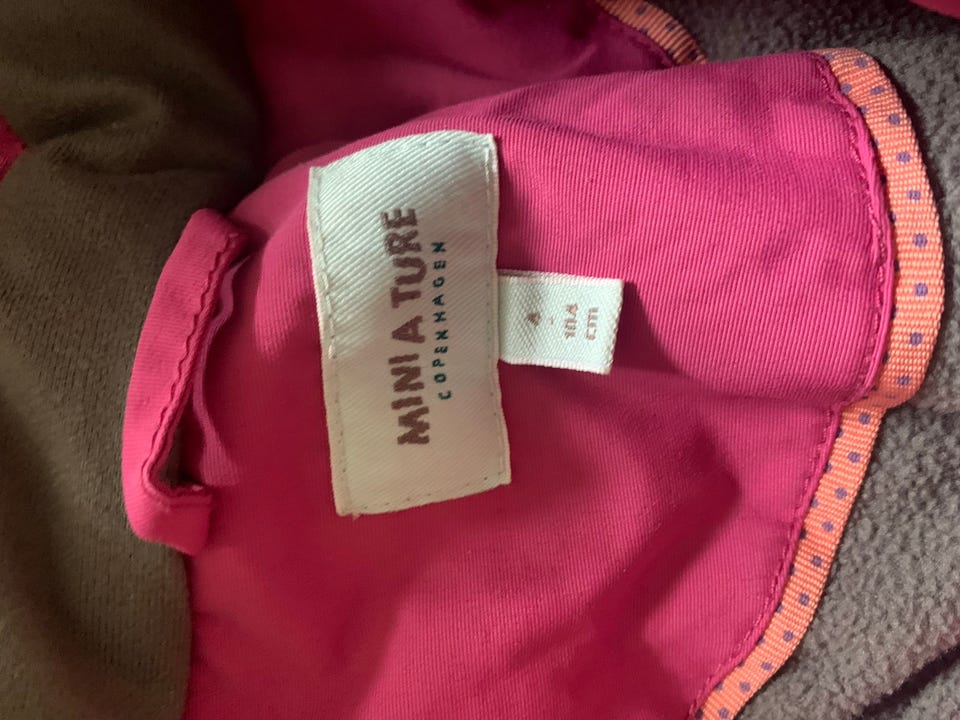 MINI A TURE
COPENHAGEN
4
-
104
cm